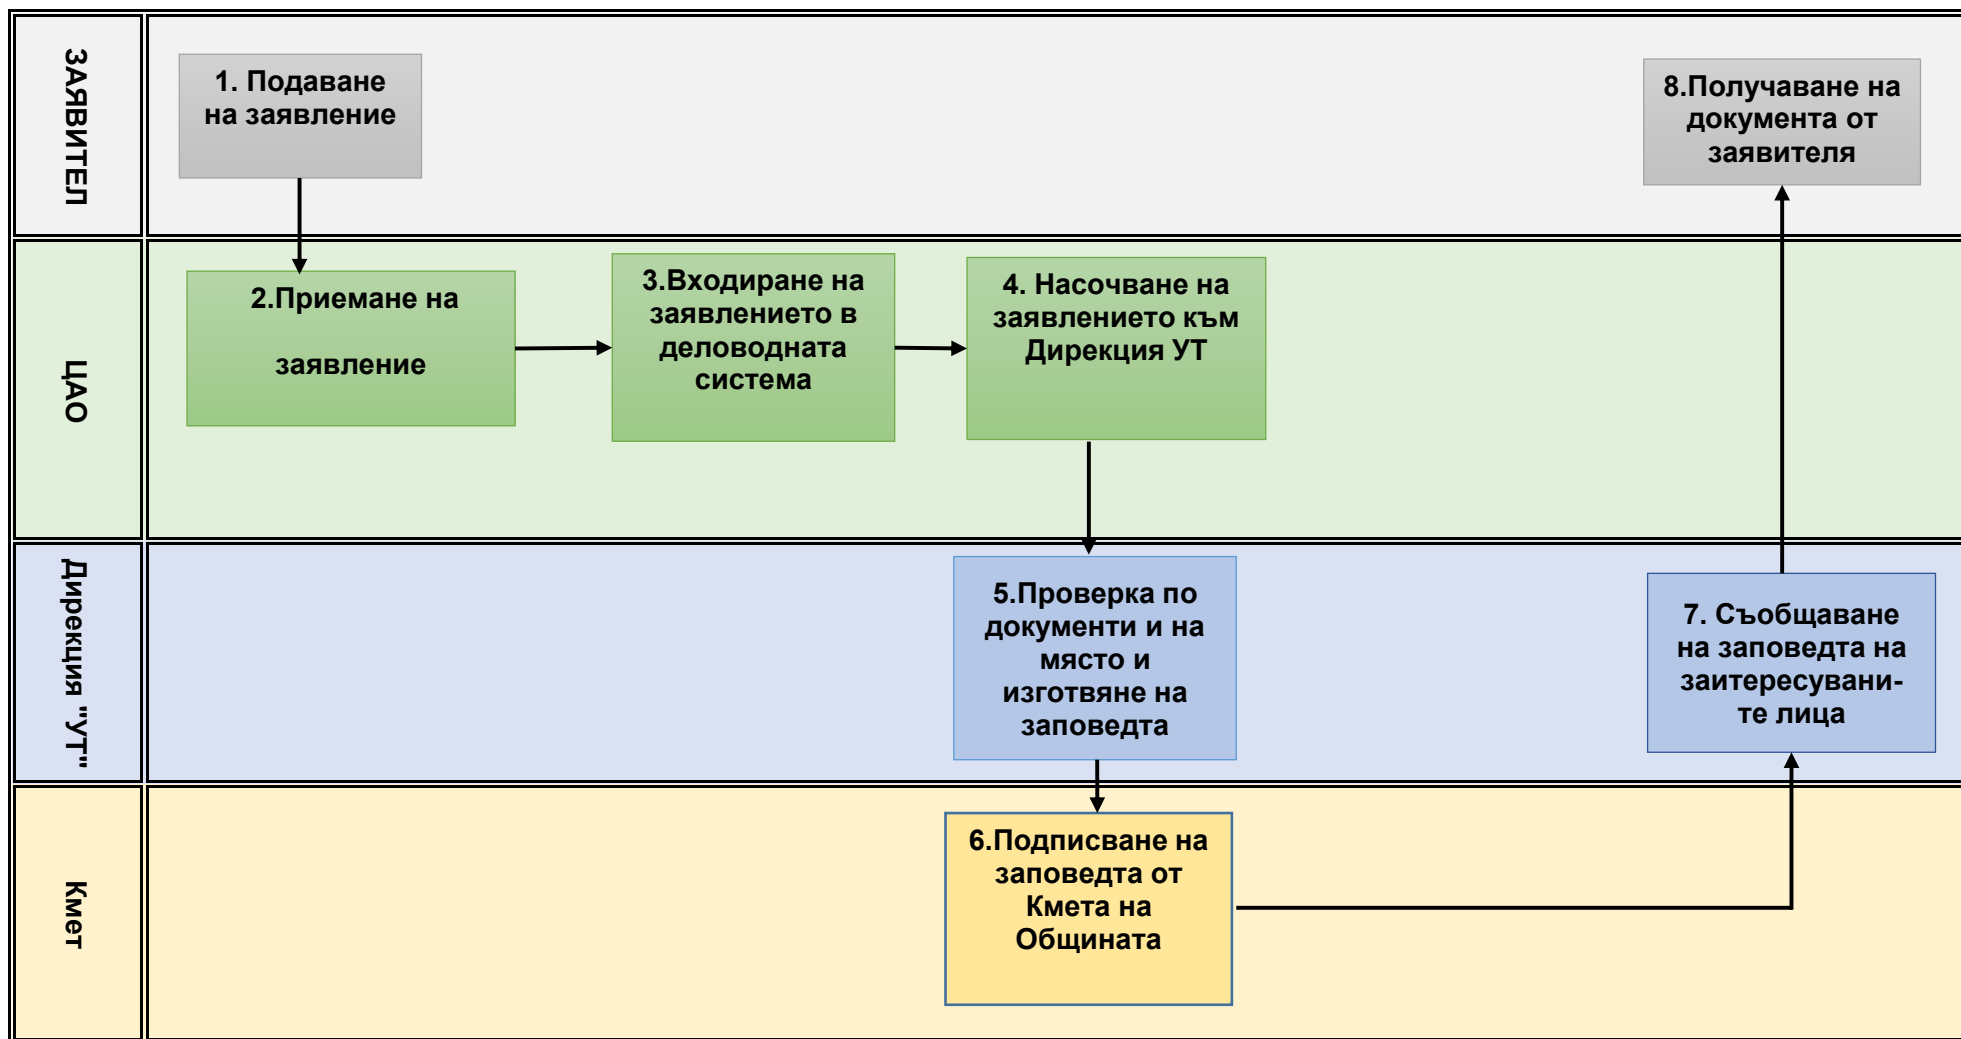 ЗАЯВИТЕЛ
1. Подаване
на заявление
8.Получаване на
документа от
заявителя
ЦАО
2.Приемане на
заявление
3.Входиране на
заявлението в
деловодната
система
4. Насочване на
заявлението към
Дирекция УТ
Дирекция "УТ"
5.Проверка по
документи и на
място и
изготвяне на
заповедта
7. Съобщаване
на заповедта на
заитересувани-
те лица
Кмет
6.Подписване на
заповедта от
Кмета на
Общината